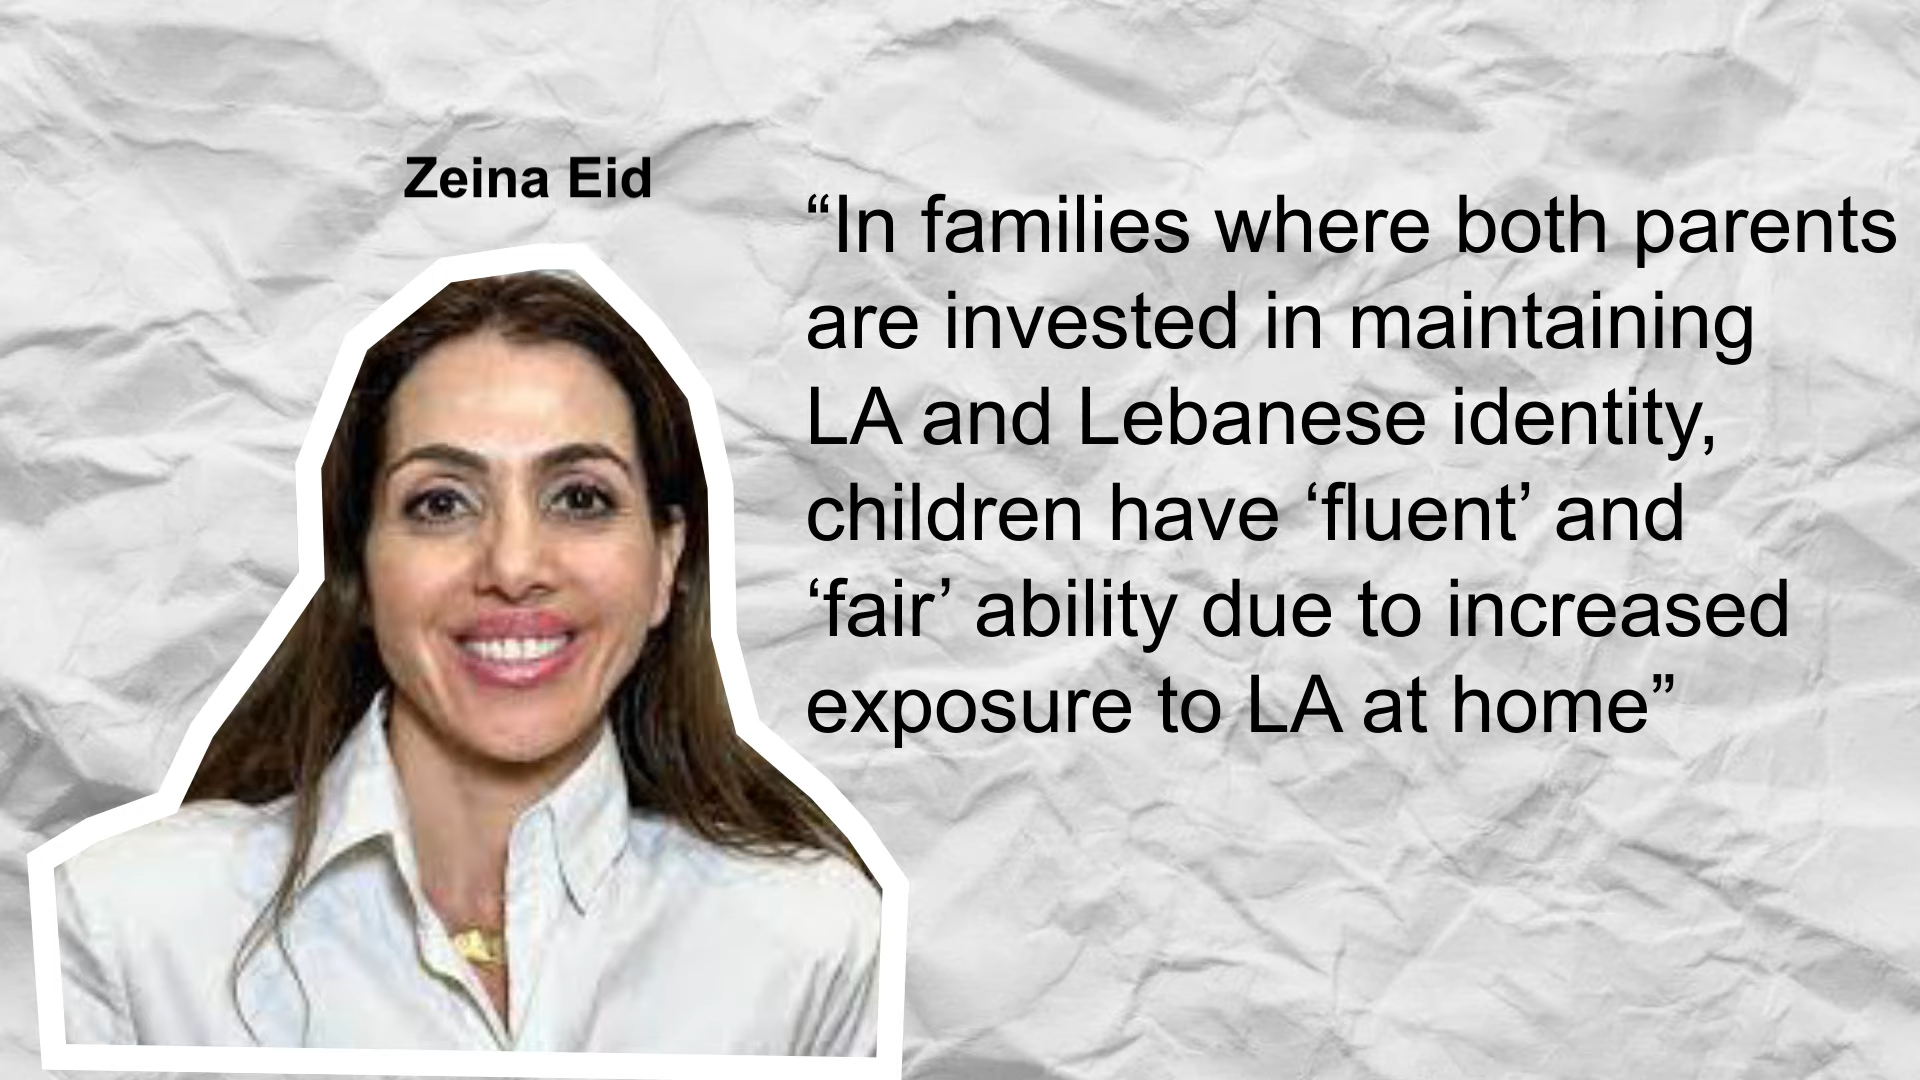 Zeina Eid
“In families where both parents
are invested in maintaining
LA and Lebanese identity,
children have ‘fluent’ and
‘fair’ ability due to increased
exposure to LA at home”